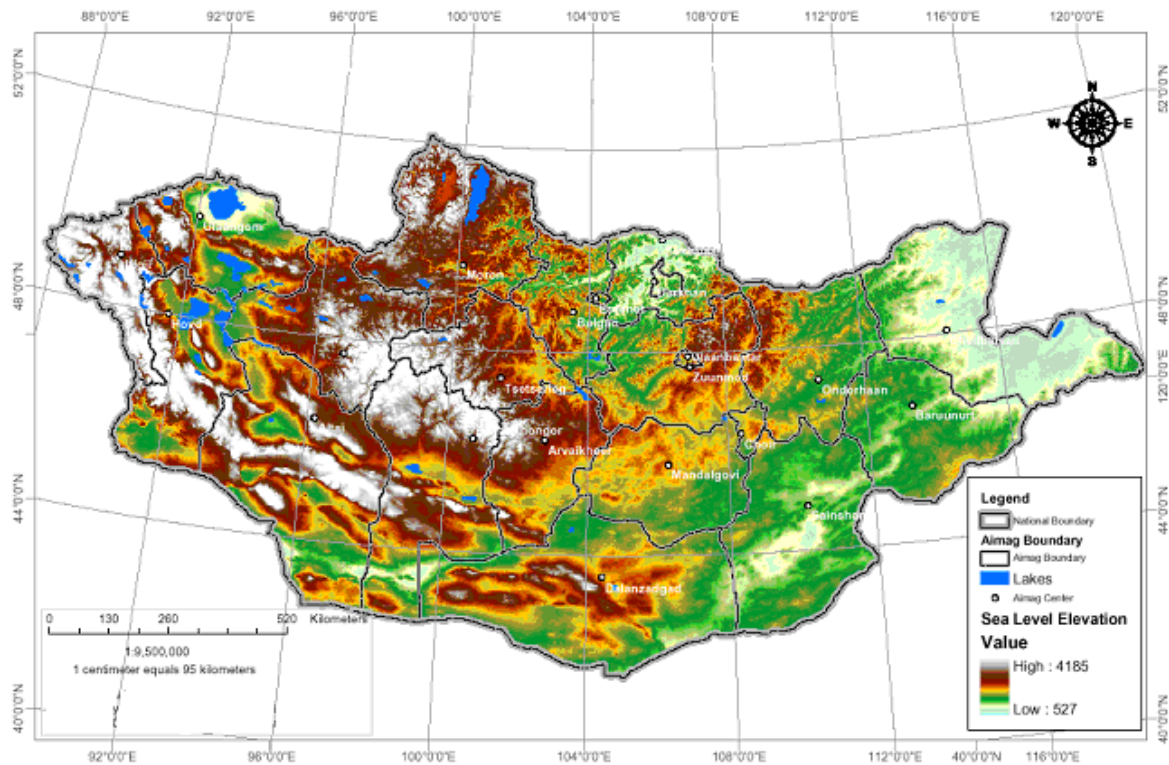 88°0'0"E 92°0'0"E 96°0'0"E 100°0'0"E 104°0'0"E 108°0'0"E 112°0'0"E 116°0'0"E 120°0'0"E
52°0'0"N
52°0'0"N
N
W E
S
Ulaangom
Moron
48°0'0"N
48°0'0"N
Darkhan
Hovd
Bulgan
Ulaanbaatar
Zuunmod
Tsetserleg
Onderhaan
120°0'0"E
Baruunurt
Arvaikheer
Choir
Mandalgovi
44°0'0"N
44°0'0"N
Sainshand
Dalanzadgad
Legend
National Boundary
Aimag Boundary
Aimag Boundary
Lakes
Aimag Center
Sea Level Elevation
Value
High : 4185
Low : 527
0 130 260 520 Kilometers
1:9,500,000
1 centimeter equals 95 kilometers
40°0'0"N
40°0'0"N
92°0'0"E 96°0'0"E 100°0'0"E 104°0'0"E 108°0'0"E 112°0'0"E 40°0'0"N 116°0'0"E